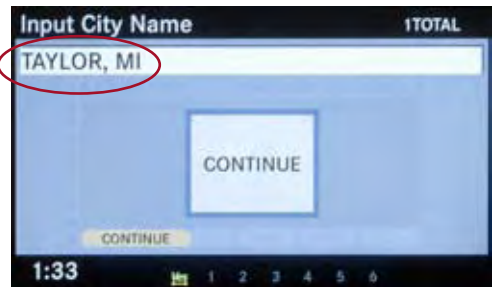 Input City Name 1TOTAL
TAYLOR, MI
CONTINUE
CONTINUE
1:33 1 2 3 4 5 6